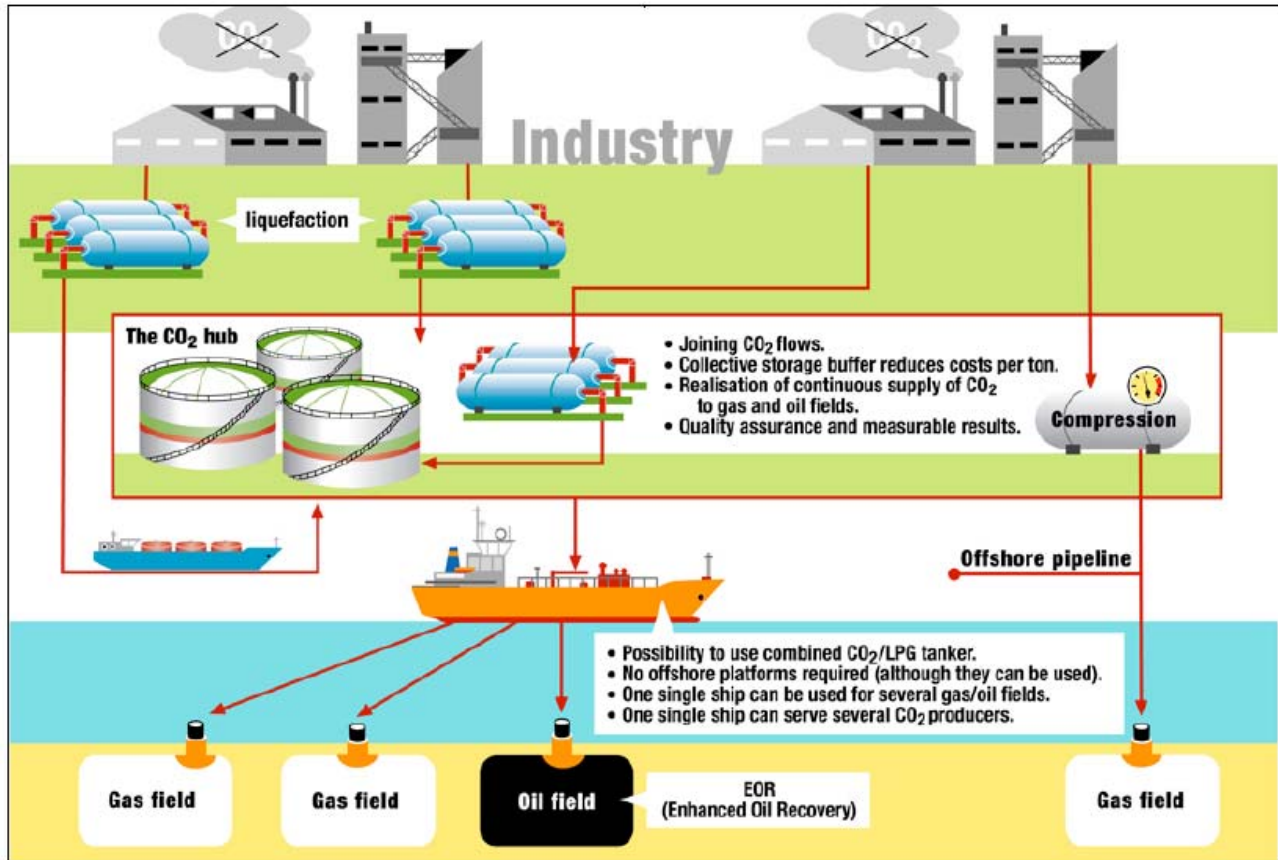 CO₂
CO₂
Industry
liquefaction
The CO₂ hub
• Joining CO₂ flows.
• Collective storage buffer reduces costs per ton.
• Realisation of continuous supply of CO₂
to gas and oil fields.
• Quality assurance and measurable results.
Compression
Offshore pipeline
• Possibility to use combined CO₂/LPG tanker.
• No offshore platforms required (although they can be used).
• One single ship can be used for several gas/oil fields.
• One single ship can serve several CO₂ producers.
Gas field
Gas field
Oil field
EOR
(Enhanced Oil Recovery)
Gas field